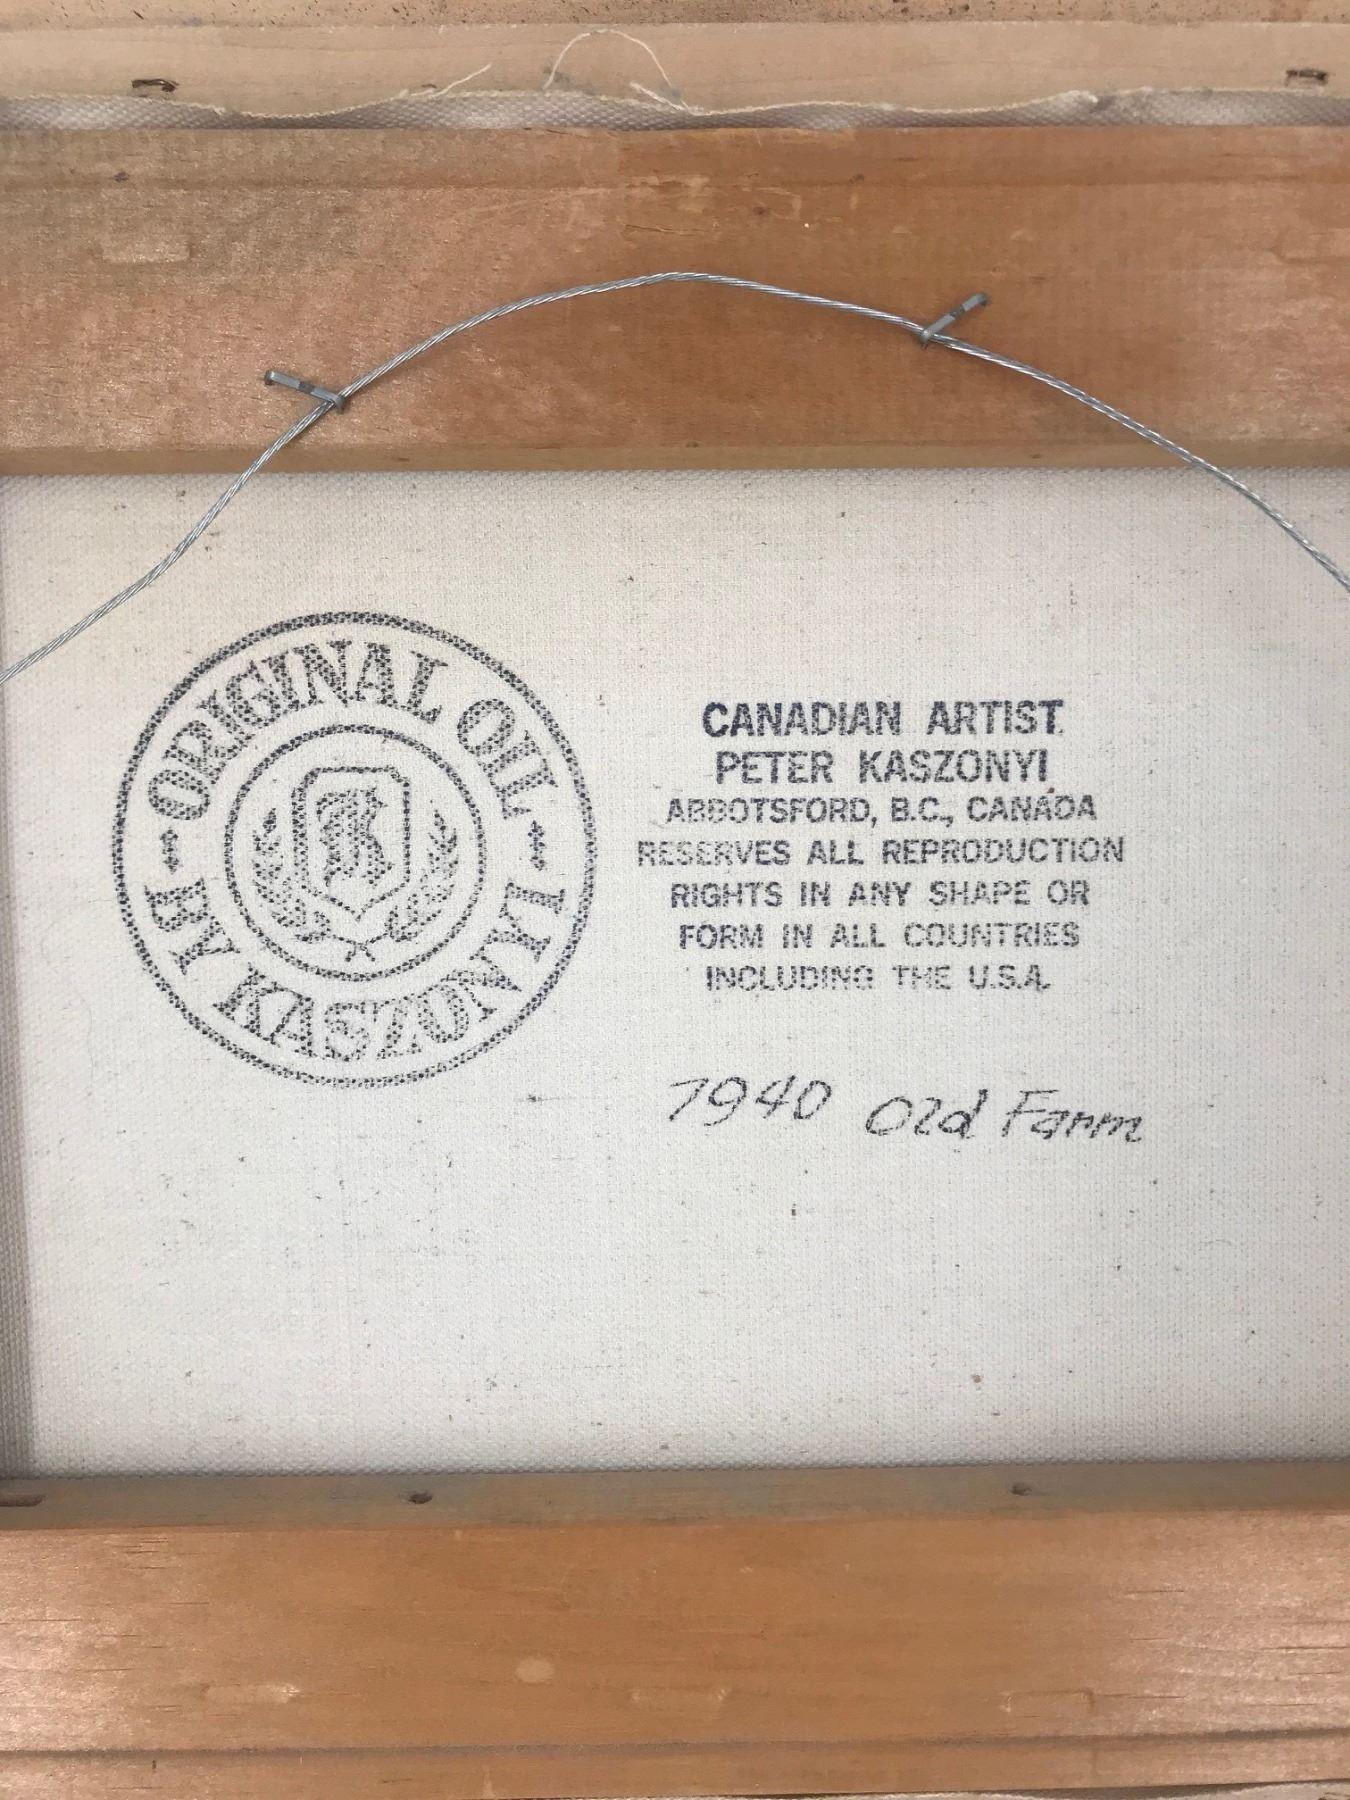 ORIGINAL OIL
BY KASZONYI
CANADIAN ARTIST
PETER KASZONYI
ABBOTSFORD, B.C., CANADA
RESERVES ALL REPRODUCTION
RIGHTS IN ANY SHAPE OR
FORM IN ALL COUNTRIES
INCLUDING THE U.S.A.
7940 Old Farm